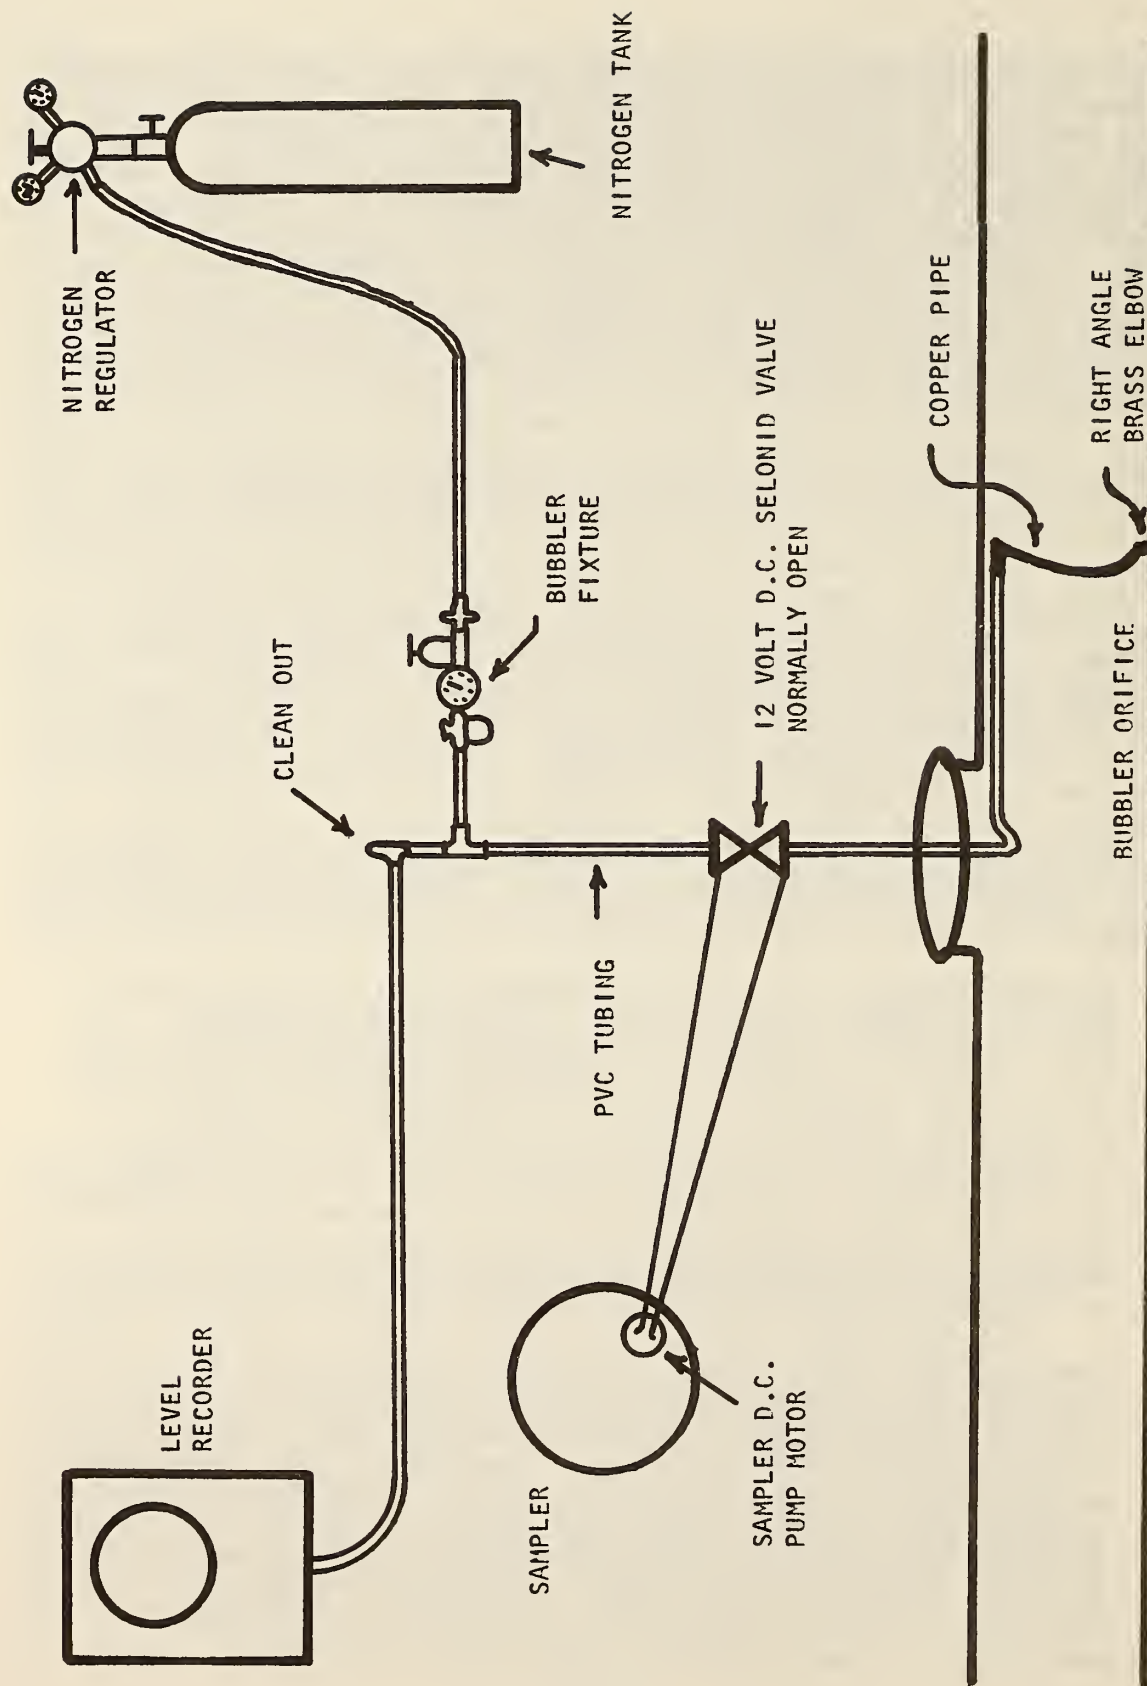 LEVEL
RECORDER
NITROGEN
REGULATOR
CLEAN OUT
BUBBLER
FIXTURE
NITROGEN TANK
SAMPLER
PVC TUBING
SAMPLER D.C.
PUMP MOTOR
12 VOLT D.C. SELONID VALVE
NORMALLY OPEN
COPPER PIPE
BUBBLER ORIFICE
RIGHT ANGLE
BRASS ELBOW